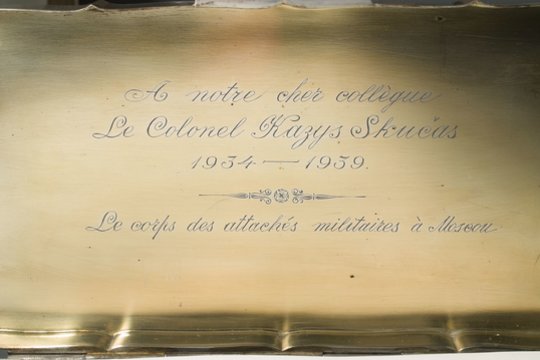 A notre cher collègue
Le Colonel Kazys Skučas
1934 — 1939.
Le corps des attachés militaires à Moscou